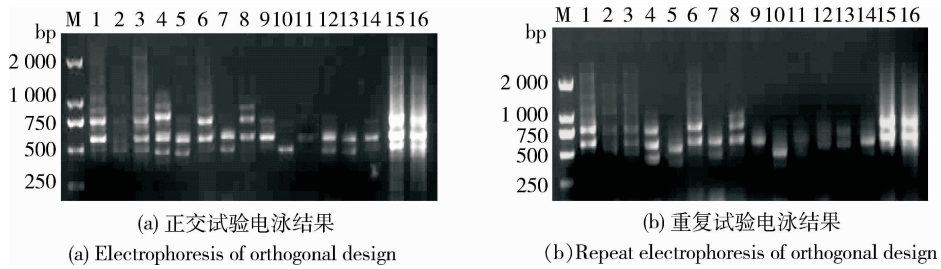 M 1 2 3 4 5 6 7 8 9 10 11 12 13 14 15 16
bp
2 000
1 000
750
500
250
(a) 正交试验电泳结果
(a) Electrophoresis of orthogonal design
M 1 2 3 4 5 6 7 8 9 10 11 12 13 14 15 16
bp
2 000
1 000
750
500
250
(b) 重复试验电泳结果
(b)Repeat electrophoresis of orthogonal design